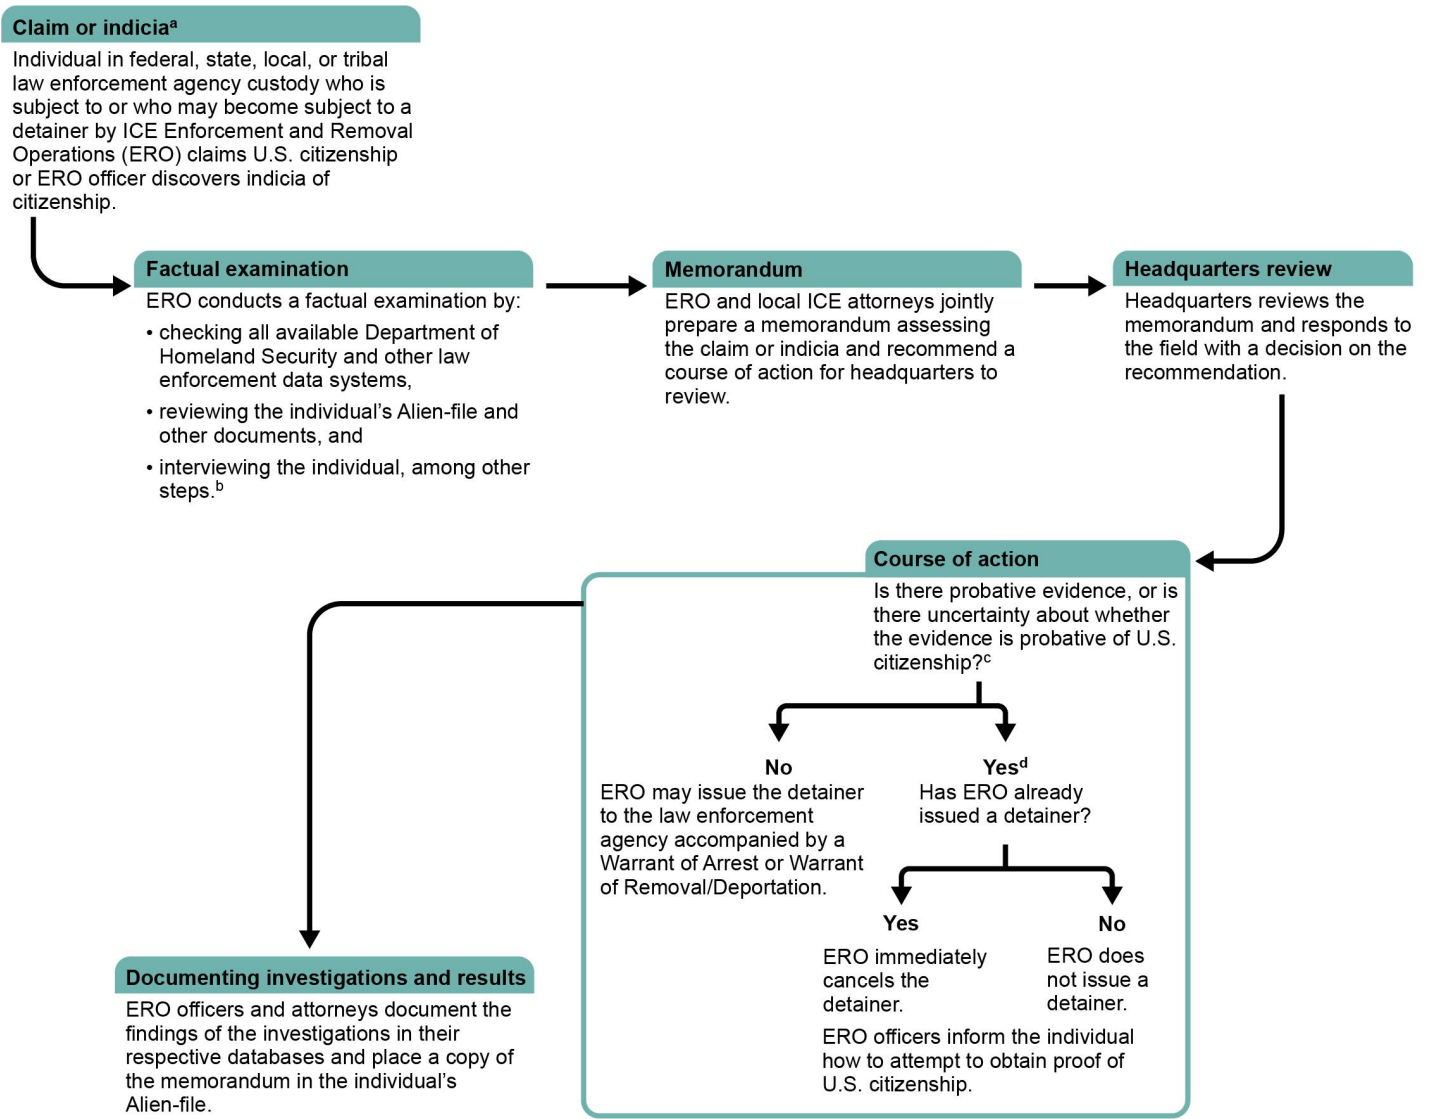 Claim or indiciaa
Individual in federal, state, local, or tribal
law enforcement agency custody who is
subject to or who may become subject to a
detainer by ICE Enforcement and Removal
Operations (ERO) claims U.S. citizenship
or ERO officer discovers indicia of
citizenship.
Factual examination
ERO conducts a factual examination by:
• checking all available Department of
Homeland Security and other law
enforcement data systems,
• reviewing the individual’s Alien-file and
other documents, and
• interviewing the individual, among other
steps.b
Memorandum
ERO and local ICE attorneys jointly
prepare a memorandum assessing
the claim or indicia and recommend a
course of action for headquarters to
review.
Headquarters review
Headquarters reviews the
memorandum and responds to
the field with a decision on the
recommendation.
Course of action
Is there probative evidence, or is
there uncertainty about whether
the evidence is probative of U.S.
citizenship?c
No
ERO may issue the detainer
to the law enforcement
agency accompanied by a
Warrant of Arrest or Warrant
of Removal/Deportation.
Yesd
Has ERO already
issued a detainer?
Yes
ERO immediately
cancels the
detainer.
No
ERO does
not issue a
detainer.
ERO officers inform the individual
how to attempt to obtain proof of
U.S. citizenship.
Documenting investigations and results
ERO officers and attorneys document the
findings of the investigations in their
respective databases and place a copy of
the memorandum in the individual’s
Alien-file.